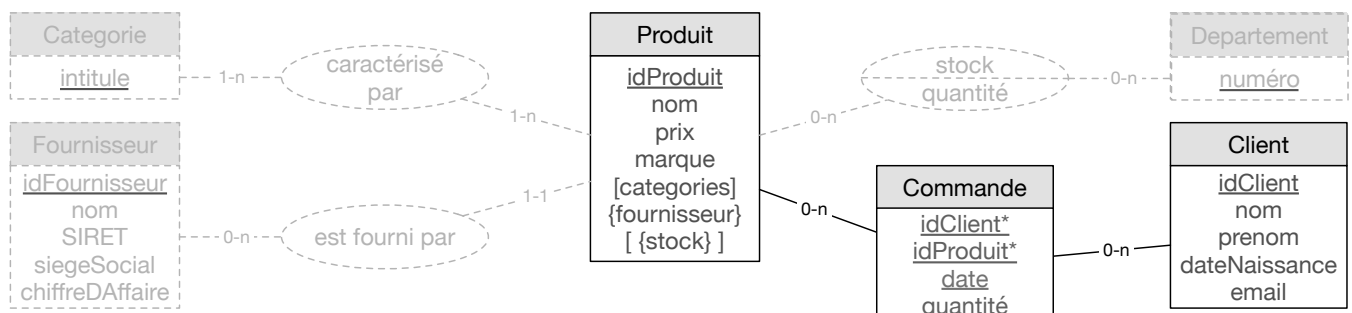 Categorie
intitule
1-n
caractérisé
par
1-n
Fournisseur
idFournisseur
nom
SIRET
siegeSocial
chiffreDAffaire
0-n
est fourni par
1-1
Produit
idProduit
nom
prix
marque
[categories]
{fournisseur}
[ {stock} ]
0-n
stock
quantité
0-n
Departement
numéro
0-n
Commande
idClient*
idProduit*
date
quantité
0-n
Client
idClient
nom
prenom
dateNaissance
email